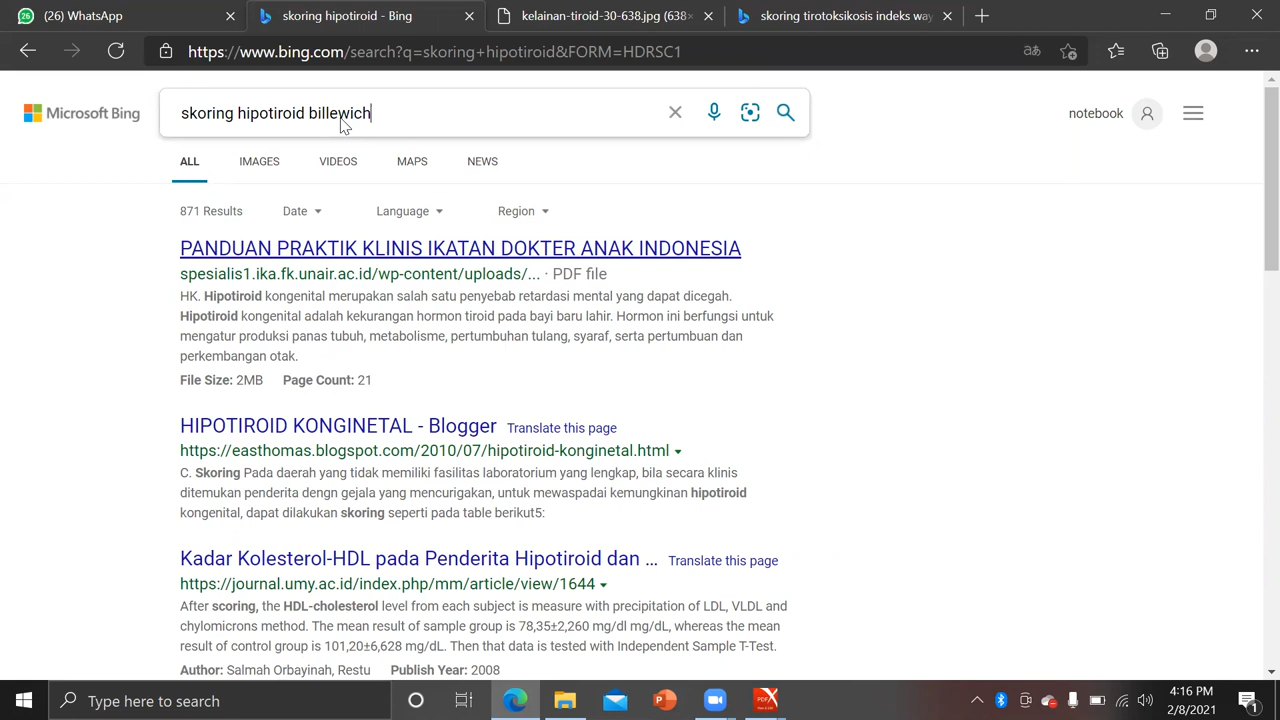 (26) WhatsApp
skoring hipotiroid - Bing
kelainan-tiroid-30-638.jpg (638×
skoring tirotoksikosis indeks way
https://www.bing.com/search?q=skoring+hipotiroid&FORM=HDRSC1
Microsoft Bing
skoring hipotiroid billewich
notebook
ALL
IMAGES
VIDEOS
MAPS
NEWS
871 Results
Date
Language
Region
PANDUAN PRAKTIK KLINIS IKATAN DOKTER ANAK INDONESIA
spesialis1.ika.fk.unair.ac.id/wp-content/uploads/... · PDF file
HK. Hipotiroid kongenital merupakan salah satu penyebab retardasi mental yang dapat dicegah.
Hipotiroid kongenital adalah kekurangan hormon tiroid pada bayi baru lahir. Hormon ini berfungsi untuk
mengatur produksi panas tubuh, metabolisme, pertumbuhan tulang, syaraf, serta pertumbuan dan
perkembangan otak.
File Size: 2MB Page Count: 21
HIPOTIROID KONGINETAL - Blogger Translate this page
https://easthomas.blogspot.com/2010/07/hipotiroid-konginetal.html
C. Skoring Pada daerah yang tidak memiliki fasilitas laboratorium yang lengkap, bila secara klinis
ditemukan penderita dengn gejala yang mencurigakan, untuk mewaspadai kemungkinan hipotiroid
kongenital, dapat dilakukan skoring seperti pada table berikut5:
Kadar Kolesterol-HDL pada Penderita Hipotiroid dan ... Translate this page
https://journal.umy.ac.id/index.php/mm/article/view/1644
After scoring, the HDL-cholesterol level from each subject is measure with precipitation of LDL, VLDL and
chylomicrons method. The mean result of sample group is 78,35±2,260 mg/dl mg/dL, whereas the mean
result of control group is 101,20±6,628 mg/dL. Then that data is tested with Independent Sample T-Test.
Author: Salmah Orbayinah, Restu Publish Year: 2008
Type here to search
4:16 PM
2/8/2021
1